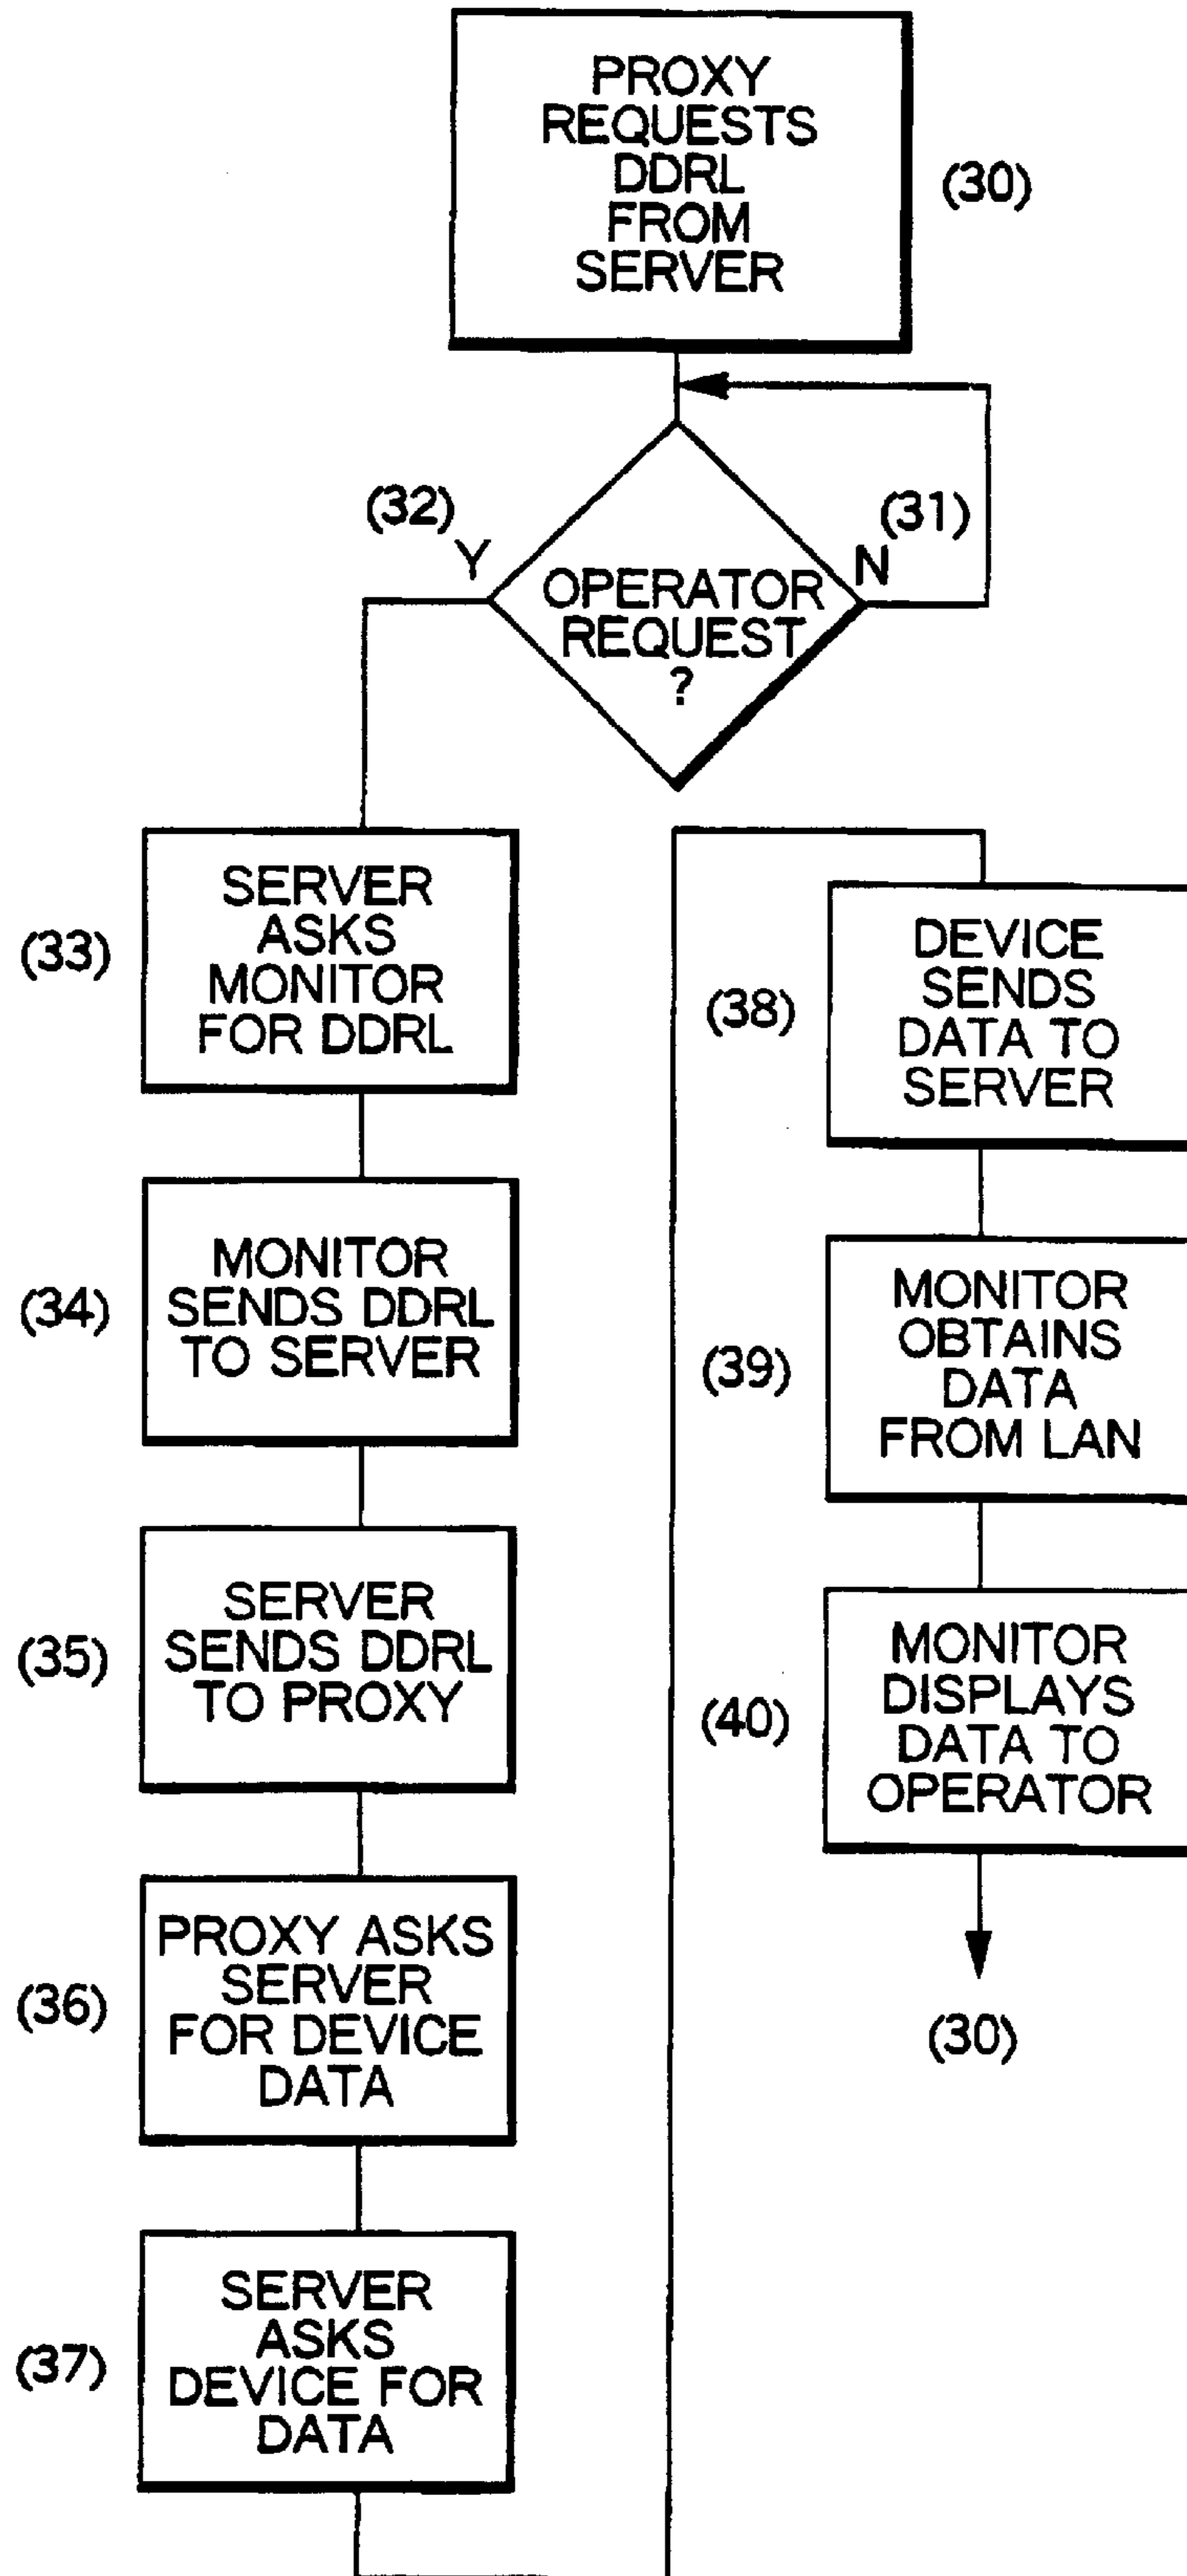 PROXY
REQUESTS
DDRL
FROM
SERVER
(30)
(32)
Y
(31)
N
OPERATOR
REQUEST
?
(33)
SERVER
ASKS
MONITOR
FOR DDRL
(34)
MONITOR
SENDS DDRL
TO SERVER
(35)
SERVER
SENDS DDRL
TO PROXY
(36)
PROXY ASKS
SERVER
FOR DEVICE
DATA
(37)
SERVER
ASKS
DEVICE FOR
DATA
(38)
DEVICE
SENDS
DATA TO
SERVER
(39)
MONITOR
OBTAINS
DATA
FROM LAN
(40)
MONITOR
DISPLAYS
DATA TO
OPERATOR
(30)